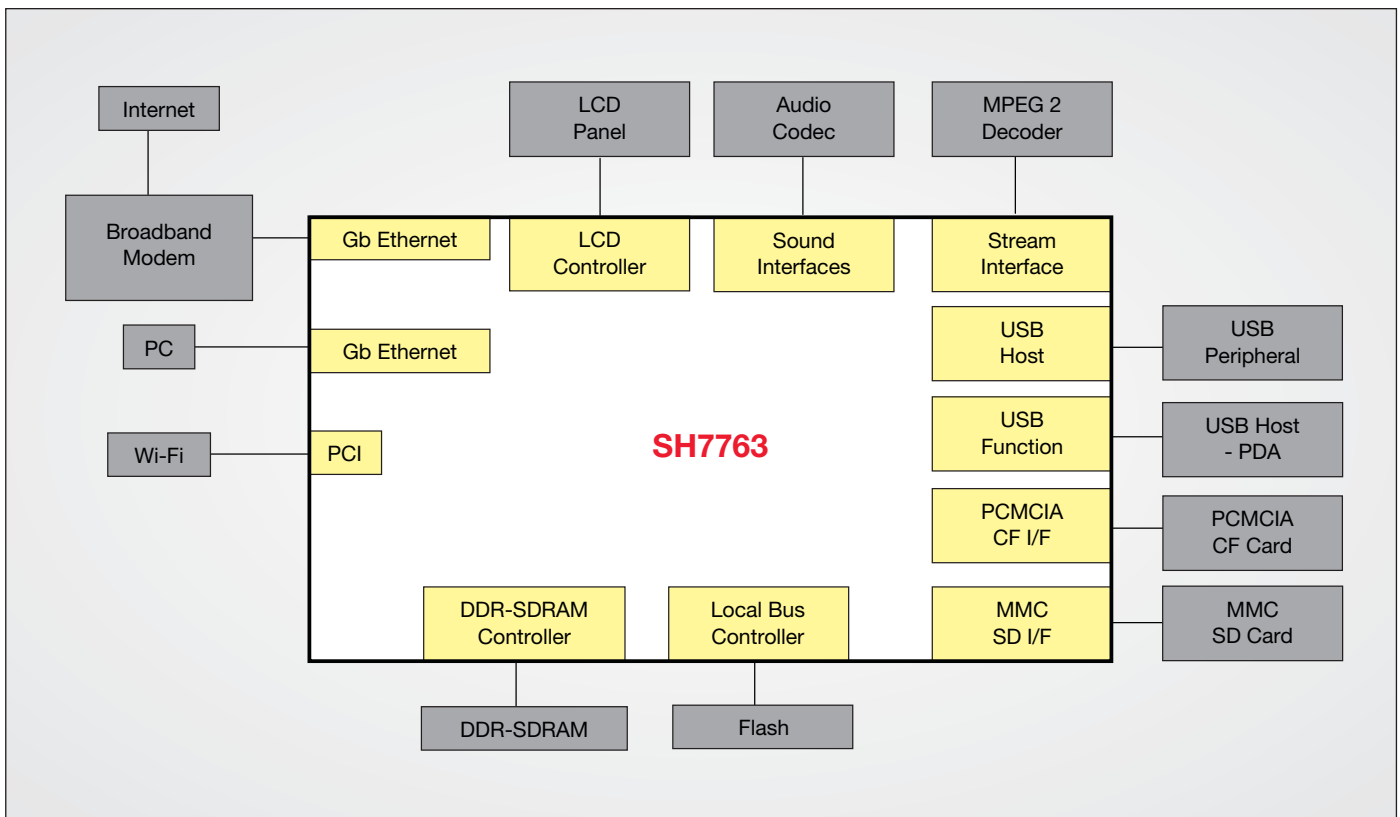 Internet
LCD
Panel
Audio
Codec
MPEG 2
Decoder
Broadband
Modem
Gb Ethernet
LCD
Controller
Sound
Interfaces
Stream
Interface
PC
Gb Ethernet
USB
Host
USB
Peripheral
Wi-Fi
PCI
SH7763
USB
Function
USB Host
- PDA
PCMCIA
CF I/F
PCMCIA
CF Card
DDR-SDRAM
Controller
Local Bus
Controller
MMC
SD I/F
MMC
SD Card
DDR-SDRAM
Flash